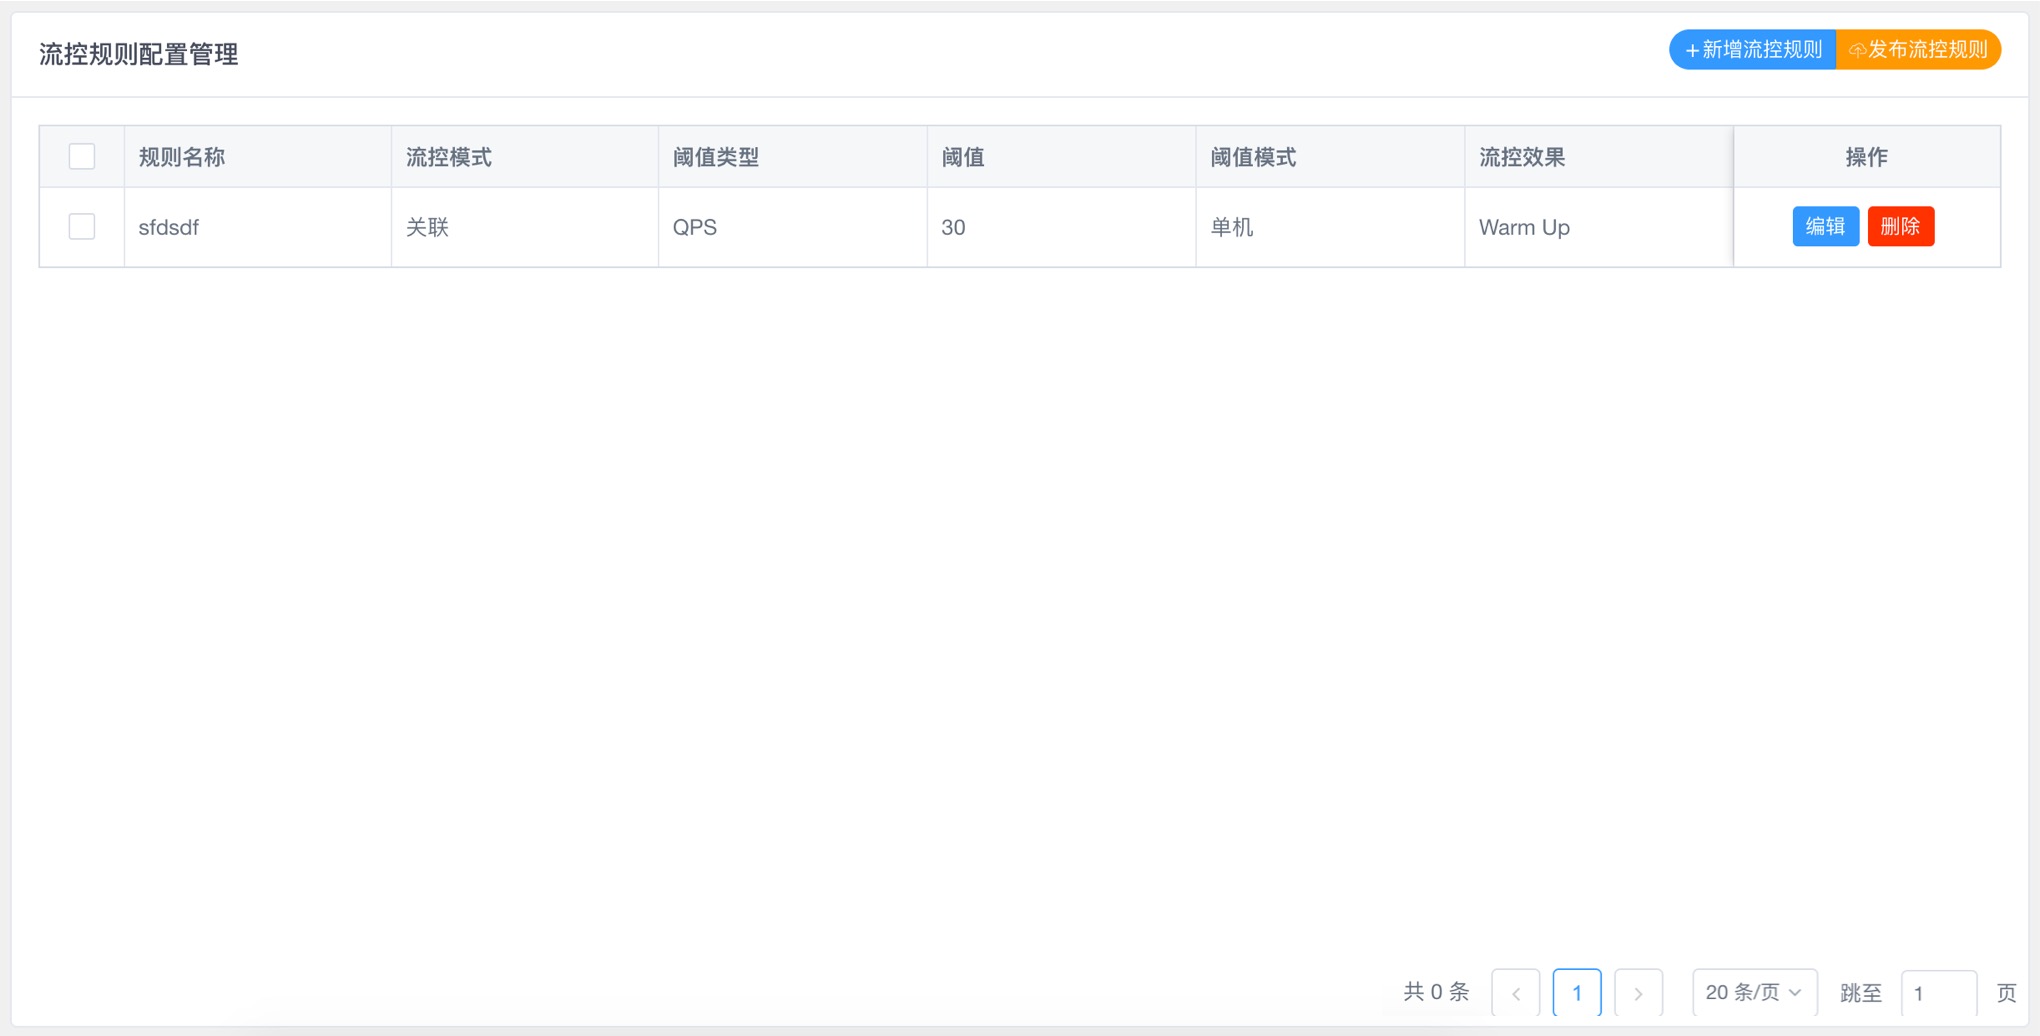 流控规则配置管理
+新增流控规则 发布流控规则
规则名称 流控模式 阈值类型 阈值 阈值模式 流控效果 操作
sfdsdf 关联 QPS 30 单机 Warm Up 编辑 删除
共 0 条 1 20 条/页 跳至 1 页